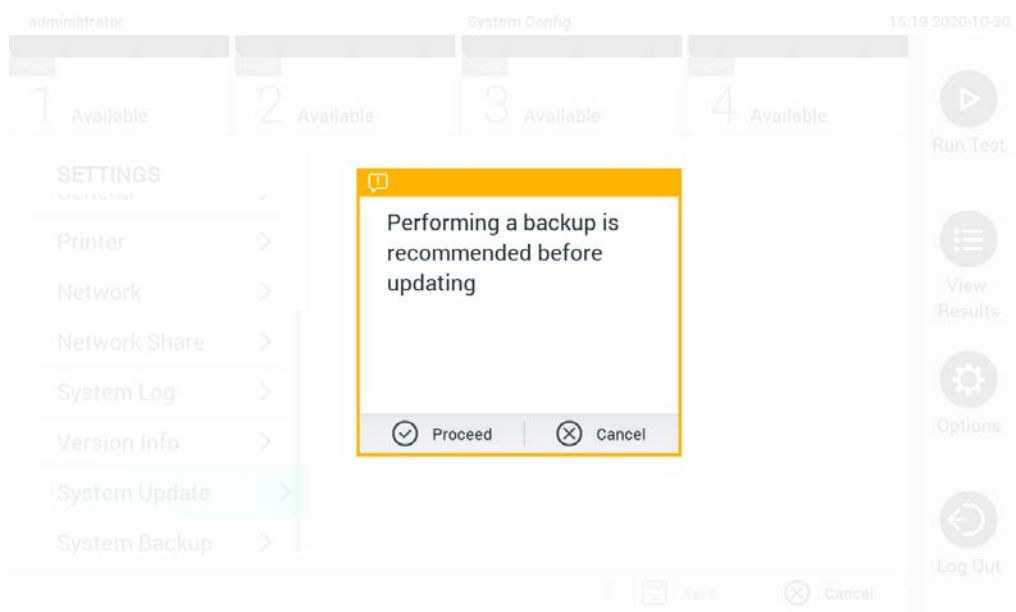 administrator
System Config
15:19 2020-10-30
1 Available
2 Available
3 Available
4 Available
Run Test
SETTINGS
General
Performing a backup is
recommended before
updating
Printer
Network
View
Results
Network Share
System Log
Options
Version Info
Proceed
Cancel
System Update
System Backup
Log Out
Save
Cancel